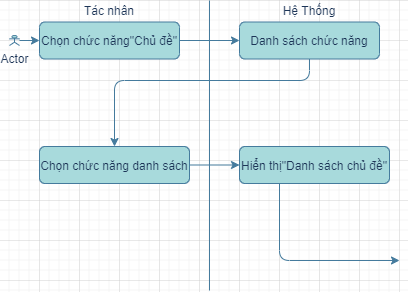 Tác nhân
Hệ Thống
Actor
Chọn chức năng"Chủ đề"
Danh sách chức năng
Chọn chức năng danh sách
Hiển thị"Danh sách chủ đề"